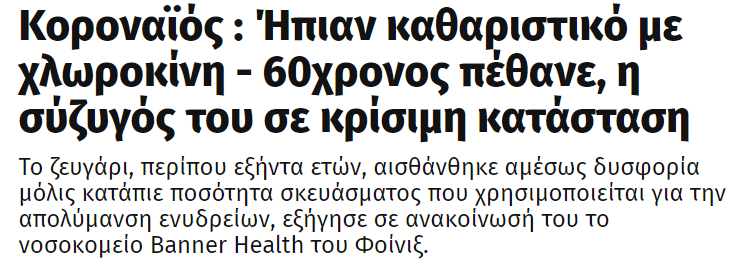 Κοροναϊός : Ήπιαν καθαριστικό με
χλωροκίνη - 60χρονος πέθανε, η
σύζυγός του σε κρίσιμη κατάσταση
Το ζευγάρι, περίπου εξήντα ετών, αισθάνθηκε αμέσως δυσφορία
μόλις κατάπιε ποσότητα σκευάσματος που χρησιμοποιείται για την
απολύμανση ενυδρείων, εξήγησε σε ανακοίνωσή του το
νοσοκομείο Banner Health του Φοίνιξ.